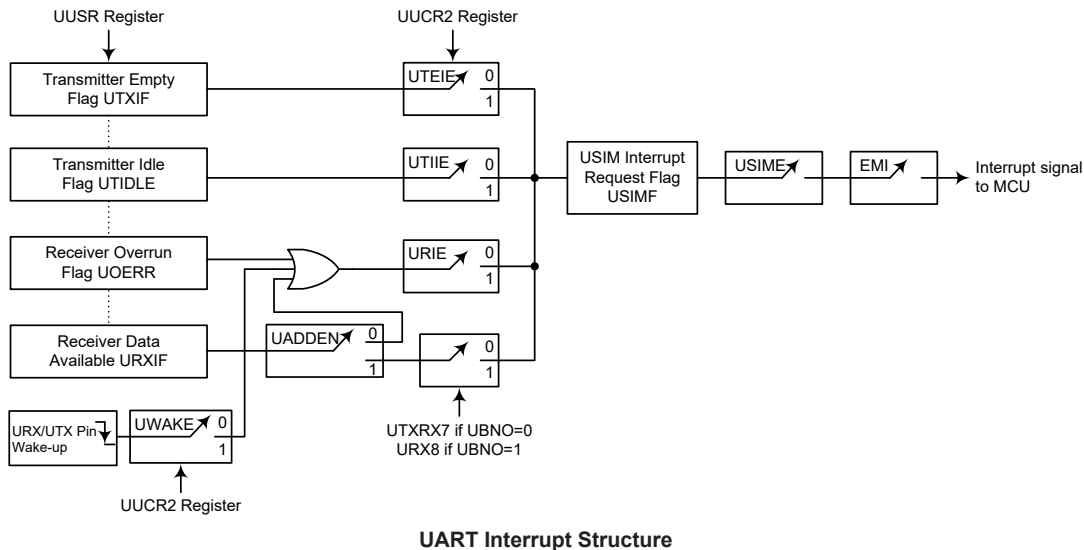 UUSR Register
UUCR2 Register
Transmitter Empty
Flag UTXIF
UTEIE
0
1
Transmitter Idle
Flag UTIDLE
UTIIE
0
1
USIM Interrupt
Request Flag
USIMF
USIME
EMI
Interrupt signal
to MCU
Receiver Overrun
Flag UOERR
URIE
0
1
Receiver Data
Available URXIF
UADDEN
0
1
0
1
UTXRX7 if UBNO=0
URX8 if UBNO=1
URX/UTX Pin
Wake-up
UWAKE
0
1
UUCR2 Register
UART Interrupt Structure